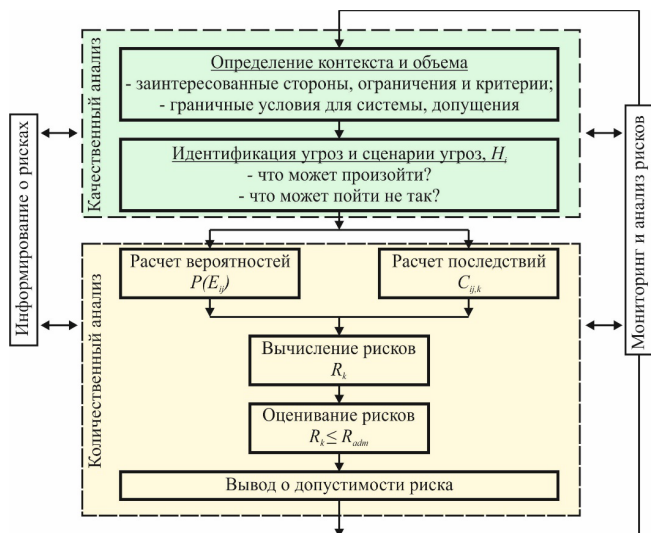 Информирование о рисках
Качественный анализ
Определение контекста и объема
- заинтересованные стороны, ограничения и критерии;
- граничные условия для системы, допущения
Идентификация угроз и сценарии угроз, Hᵢ
- что может произойти?
- что может пойти не так?
Количественный анализ
Расчет вероятностей
P(Eᵢⱼ)
Расчет последствий
Cij,k
Вычисление рисков
Rₖ
Оценивание рисков
Rₖ ≤ Radm
Вывод о допустимости риска
Мониторинг и анализ рисков